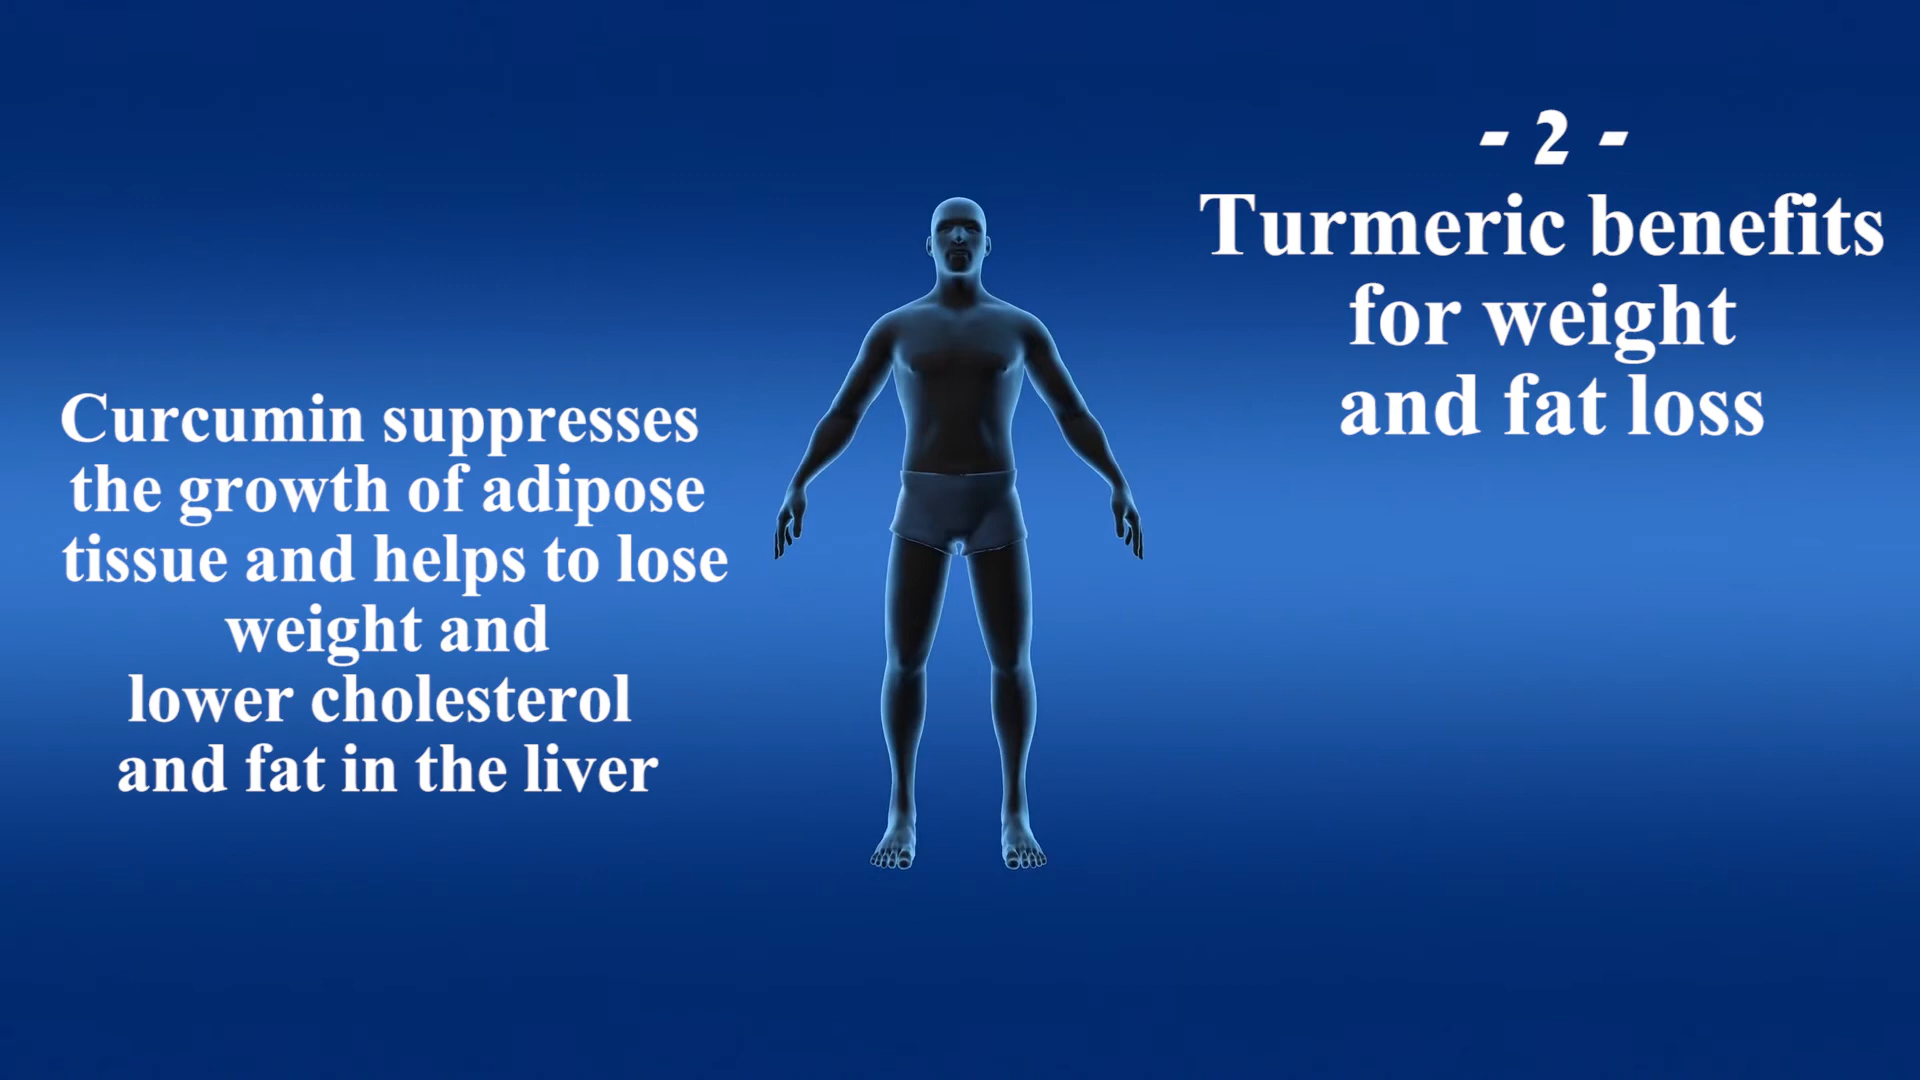 - 2 -
Turmeric benefits
for weight
and fat loss
Curcumin suppresses
the growth of adipose
tissue and helps to lose
weight and
lower cholesterol
and fat in the liver